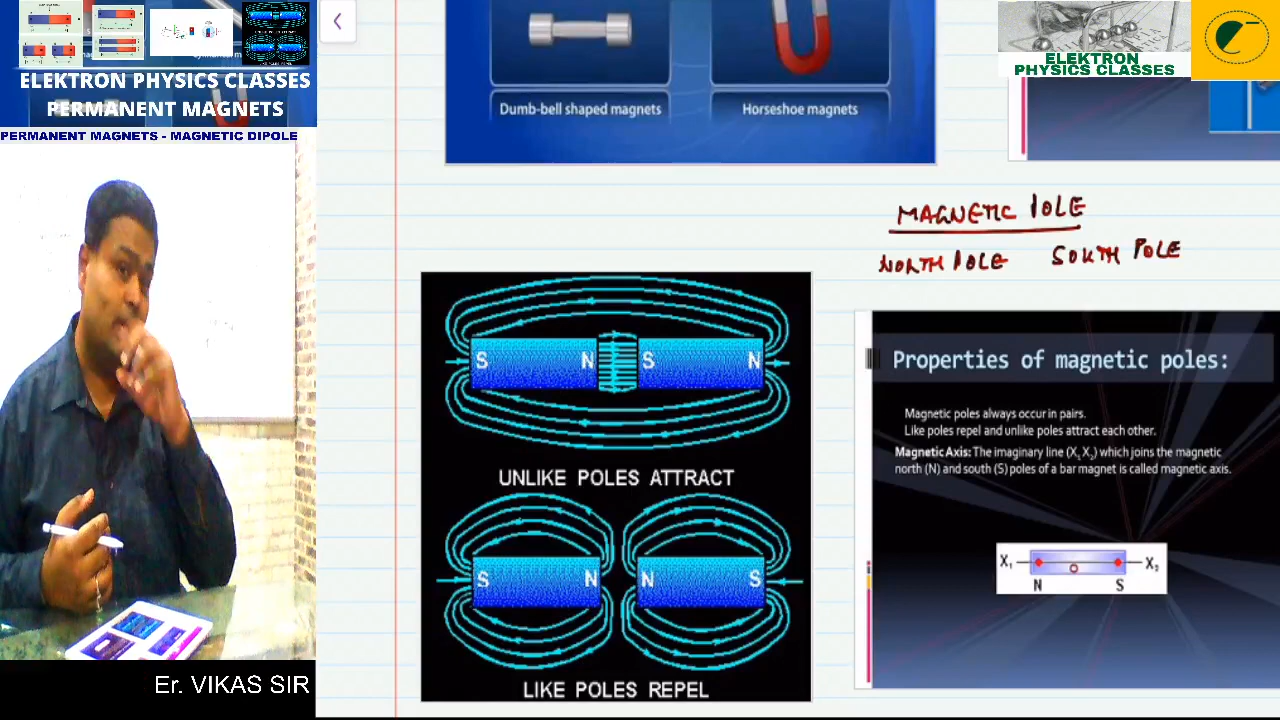 ELEKTRON PHYSICS CLASSES
PERMANENT MAGNETS
PERMANENT MAGNETS - MAGNETIC DIPOLE
Er. VIKAS SIR
Dumb-bell shaped magnets
Horseshoe magnets
ELEKTRON
PHYSICS CLASSES
MAGNETIC POLE
NORTH POLE SOUTH POLE
S N S N
UNLIKE POLES ATTRACT
S N N S
LIKE POLES REPEL
Properties of magnetic poles:
Magnetic poles always occur in pairs.
Like poles repel and unlike poles attract each other.
Magnetic Axis: The imaginary line (X₁X₂) which joins the magnetic
north (N) and south (S) poles of a bar magnet is called magnetic axis.
X₁ X₂
N S